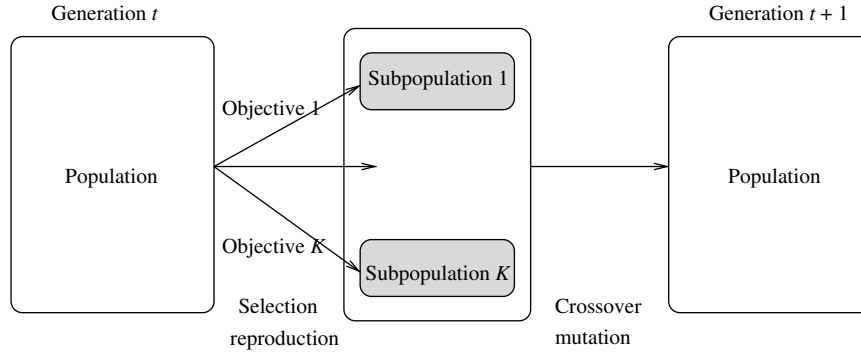 Generation t
Generation t + 1
Subpopulation 1
Objective 1
Population
Population
Objective K
Subpopulation K
Selection
reproduction
Crossover
mutation